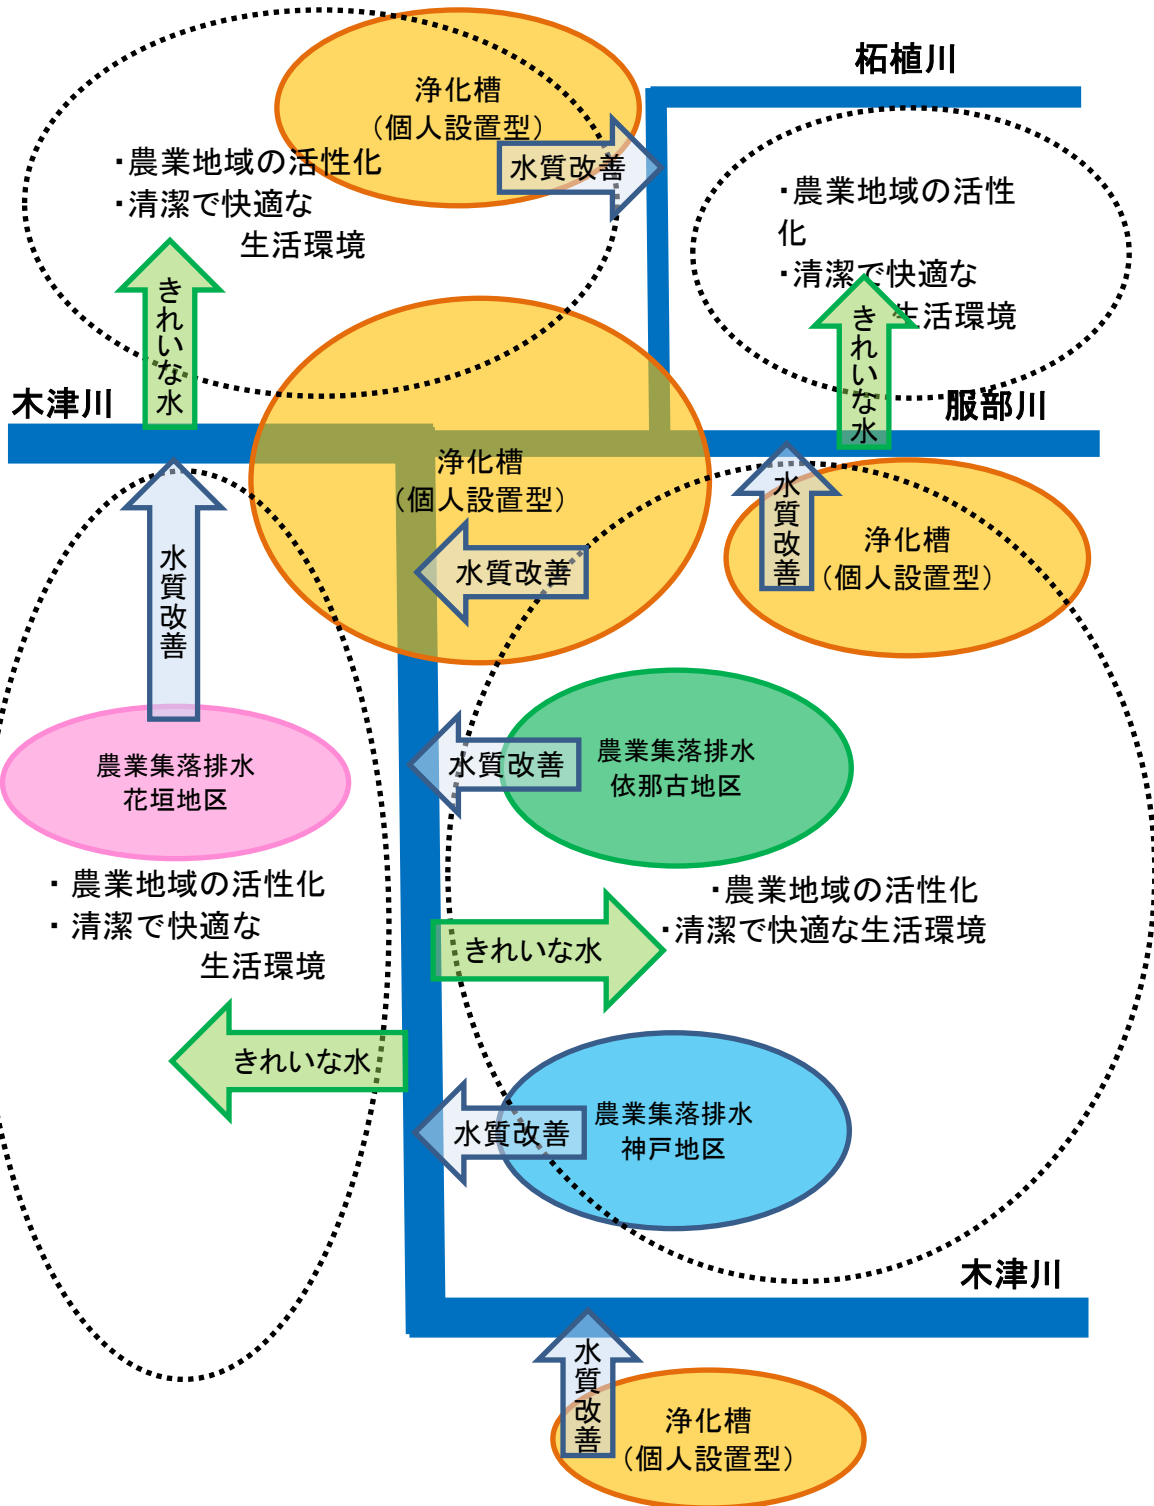 柘植川
浄化槽
（個人設置型）
水質改善
・農業地域の活性化
・清潔で快適な
生活環境
・農業地域の活性
化
・清潔で快適な
生活環境
きれいな水
きれいな水
木津川
服部川
浄化槽
（個人設置型）
水質改善
水質改善
浄化槽
（個人設置型）
水質改善
農業集落排水
花垣地区
水質改善
農業集落排水
依那古地区
・ 農業地域の活性化
・ 清潔で快適な
生活環境
・農業地域の活性化
・清潔で快適な生活環境
きれいな水
きれいな水
水質改善
農業集落排水
神戸地区
木津川
水質改善
浄化槽
（個人設置型）